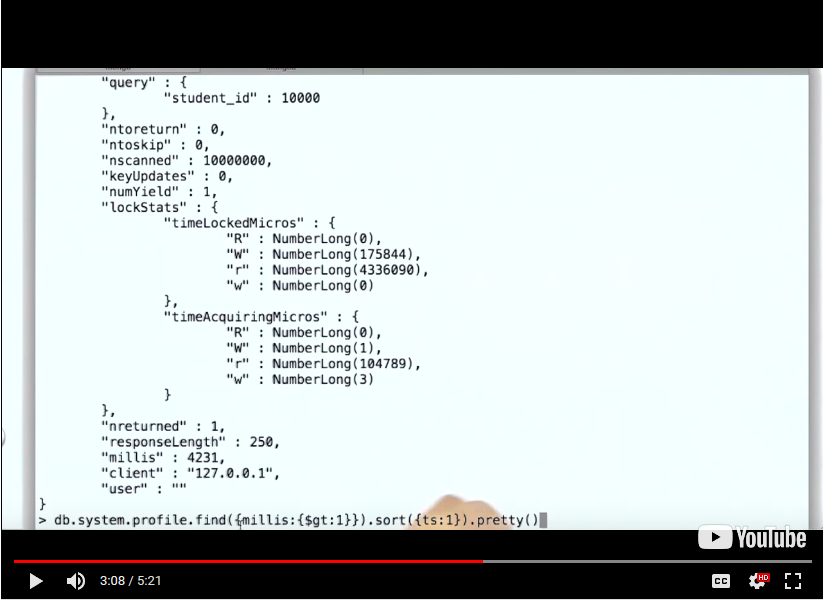 "query" : {
"student_id" : 10000
},
"ntoreturn" : 0,
"ntoskip" : 0,
"nscanned" : 10000000,
"keyUpdates" : 0,
"numYield" : 1,
"lockStats" : {
"timeLockedMicros" : {
"R" : NumberLong(0),
"W" : NumberLong(175844),
"r" : NumberLong(4336090),
"w" : NumberLong(0)
},
"timeAcquiringMicros" : {
"R" : NumberLong(0),
"W" : NumberLong(1),
"r" : NumberLong(104789),
"w" : NumberLong(3)
}
},
"nreturned" : 1,
"responseLength" : 250,
"millis" : 4231,
"client" : "127.0.0.1",
"user" : ""
}
> db.system.profile.find({millis:{$gt:1}}).sort({ts:1}).pretty()
YouTube
3:08 / 5:21
CC
HD